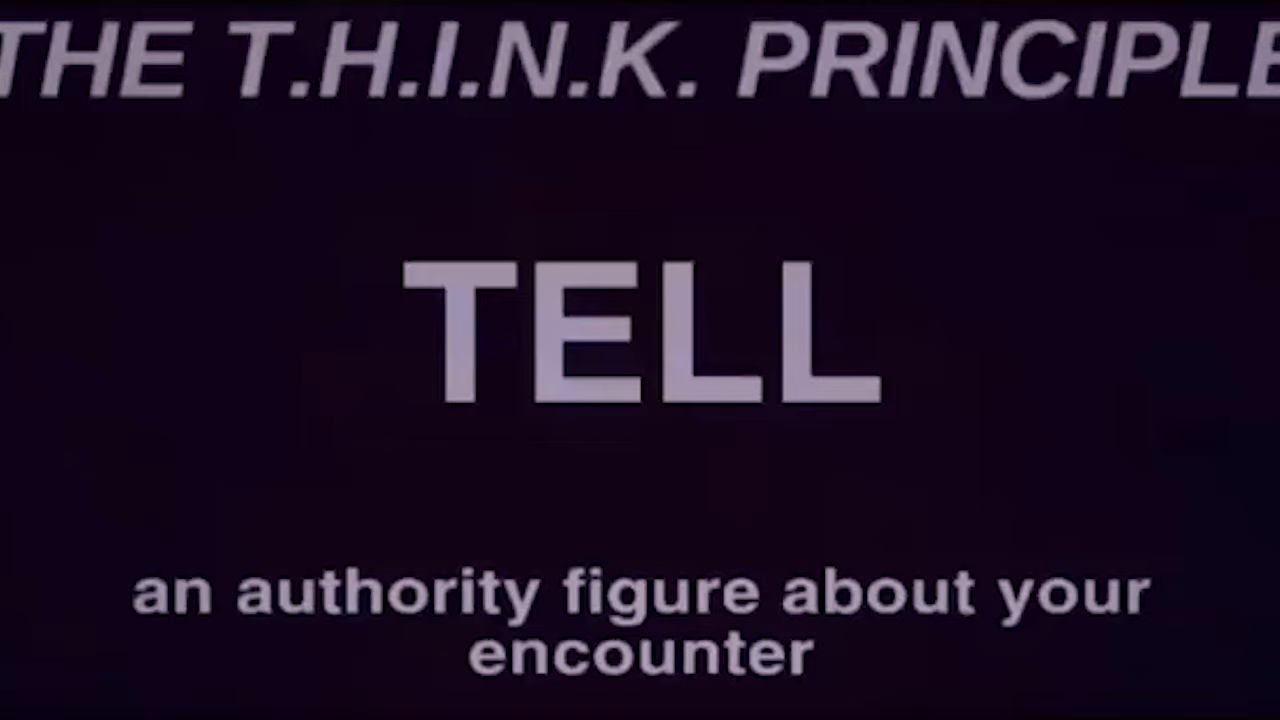 THE T.H.I.N.K. PRINCIPLE
TELL
an authority figure about your
encounter